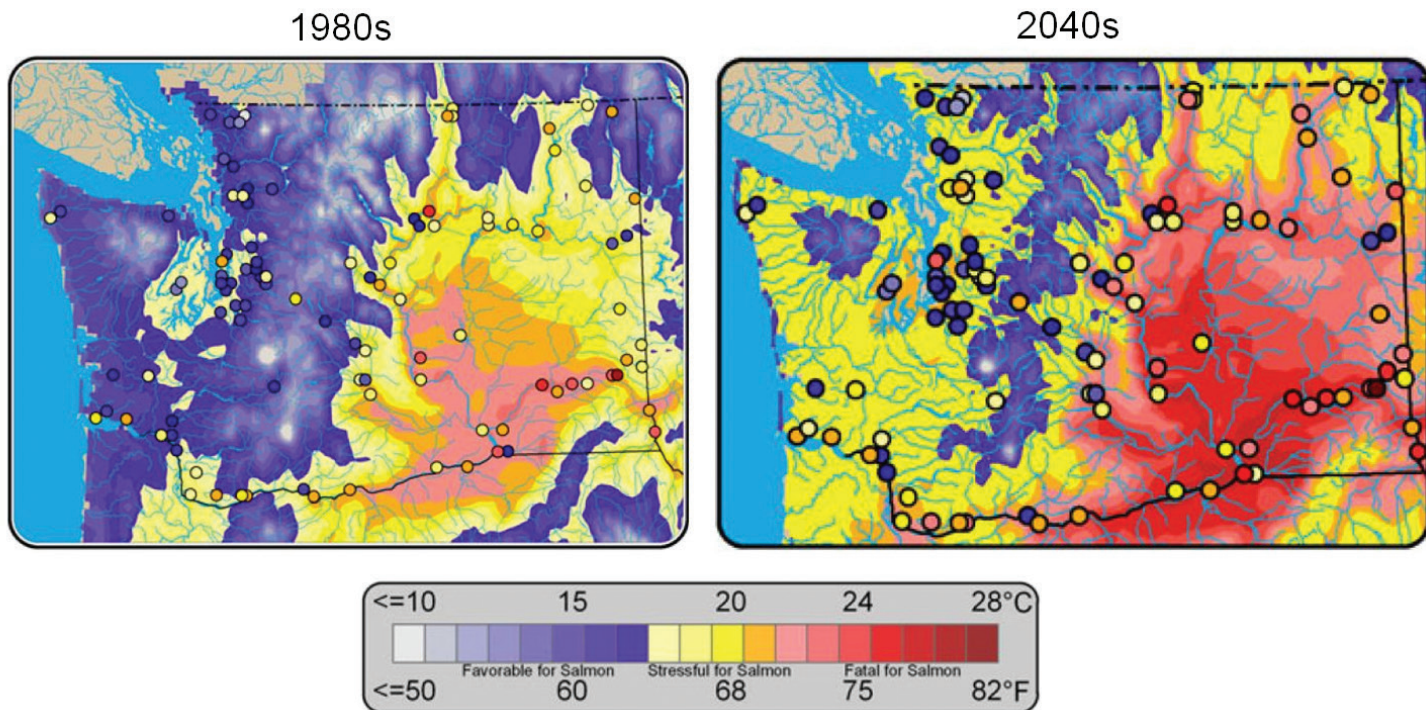 1980s
2040s
<=10 15 20 24 28°C
Favorable for Salmon Stressful for Salmon Fatal for Salmon
<=50 60 68 75 82°F